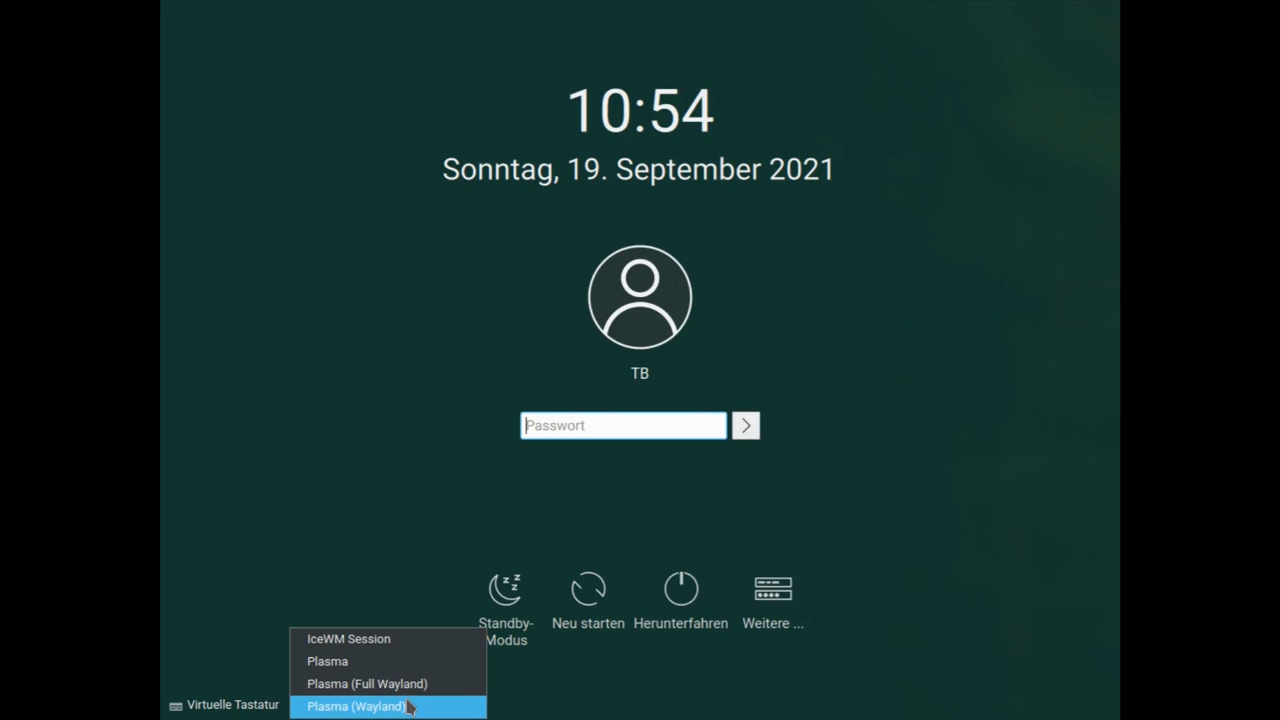 10:54
Sonntag, 19. September 2021
TB
Passwort
Standby-
Modus
Neu starten
Herunterfahren
Weitere ...
IceWM Session
Plasma
Plasma (Full Wayland)
Plasma (Wayland)
Virtuelle Tastatur